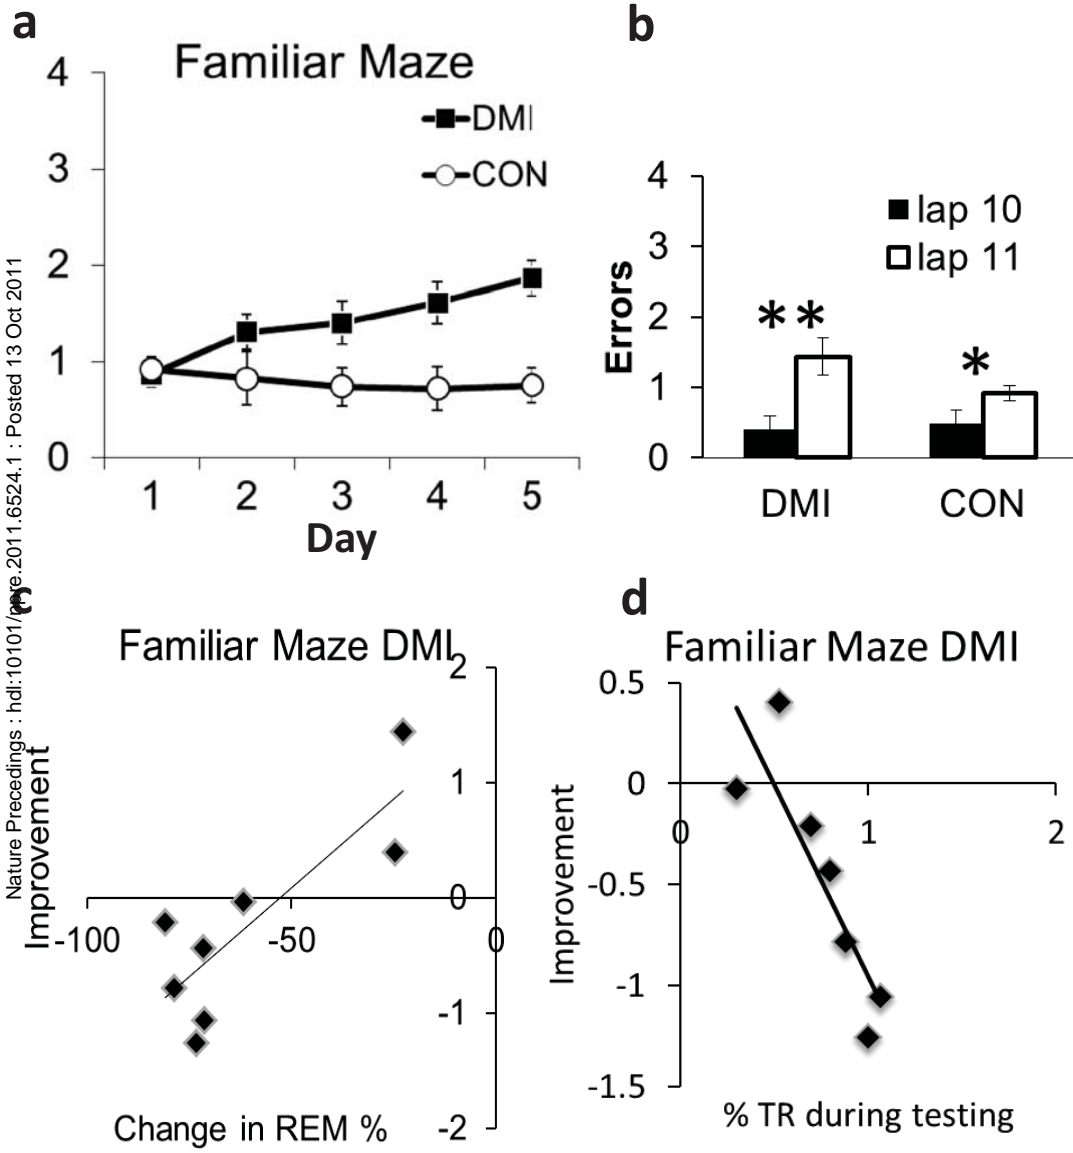 a
Familiar Maze
4
3
2
1
0
DMI
CON
1 2 3 4 5
Day
b
4
3
2
1
0
Errors
lap 10
lap 11
**
*
DMI CON
Nature Precedings : hdl:10101/npre.2011.6524.1 : Posted 13 Oct 2011
c
Familiar Maze DMI
2
1
0
-1
-2
-100 -50 0
Improvement
Change in REM %
d
Familiar Maze DMI
0.5
0
-0.5
-1
-1.5
0 1 2
Improvement
% TR during testing